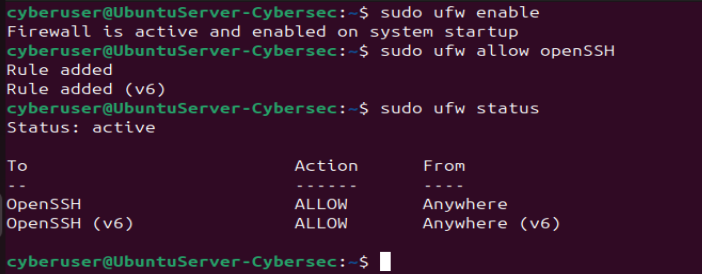 cyberuser@UbuntuServer-Cybersec:~$ sudo ufw enable
Firewall is active and enabled on system startup
cyberuser@UbuntuServer-Cybersec:~$ sudo ufw allow openSSH
Rule added
Rule added (v6)
cyberuser@UbuntuServer-Cybersec:~$ sudo ufw status
Status: active
To                         Action      From
--                         ------      ----
OpenSSH                    ALLOW       Anywhere
OpenSSH (v6)               ALLOW       Anywhere (v6)
cyberuser@UbuntuServer-Cybersec:~$